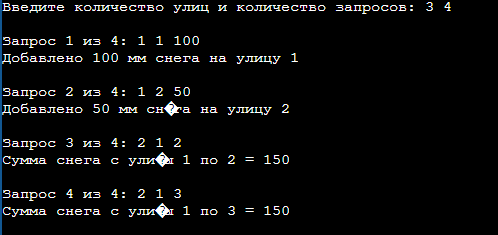 Введите количество улиц и количество запросов: 3 4
Запрос 1 из 4: 1 1 100
Добавлено 100 мм снега на улицу 1
Запрос 2 из 4: 1 2 50
Добавлено 50 мм сн�га на улицу 2
Запрос 3 из 4: 2 1 2
Сумма снега с ули�ы 1 по 2 = 150
Запрос 4 из 4: 2 1 3
Сумма снега с ули�ы 1 по 3 = 150